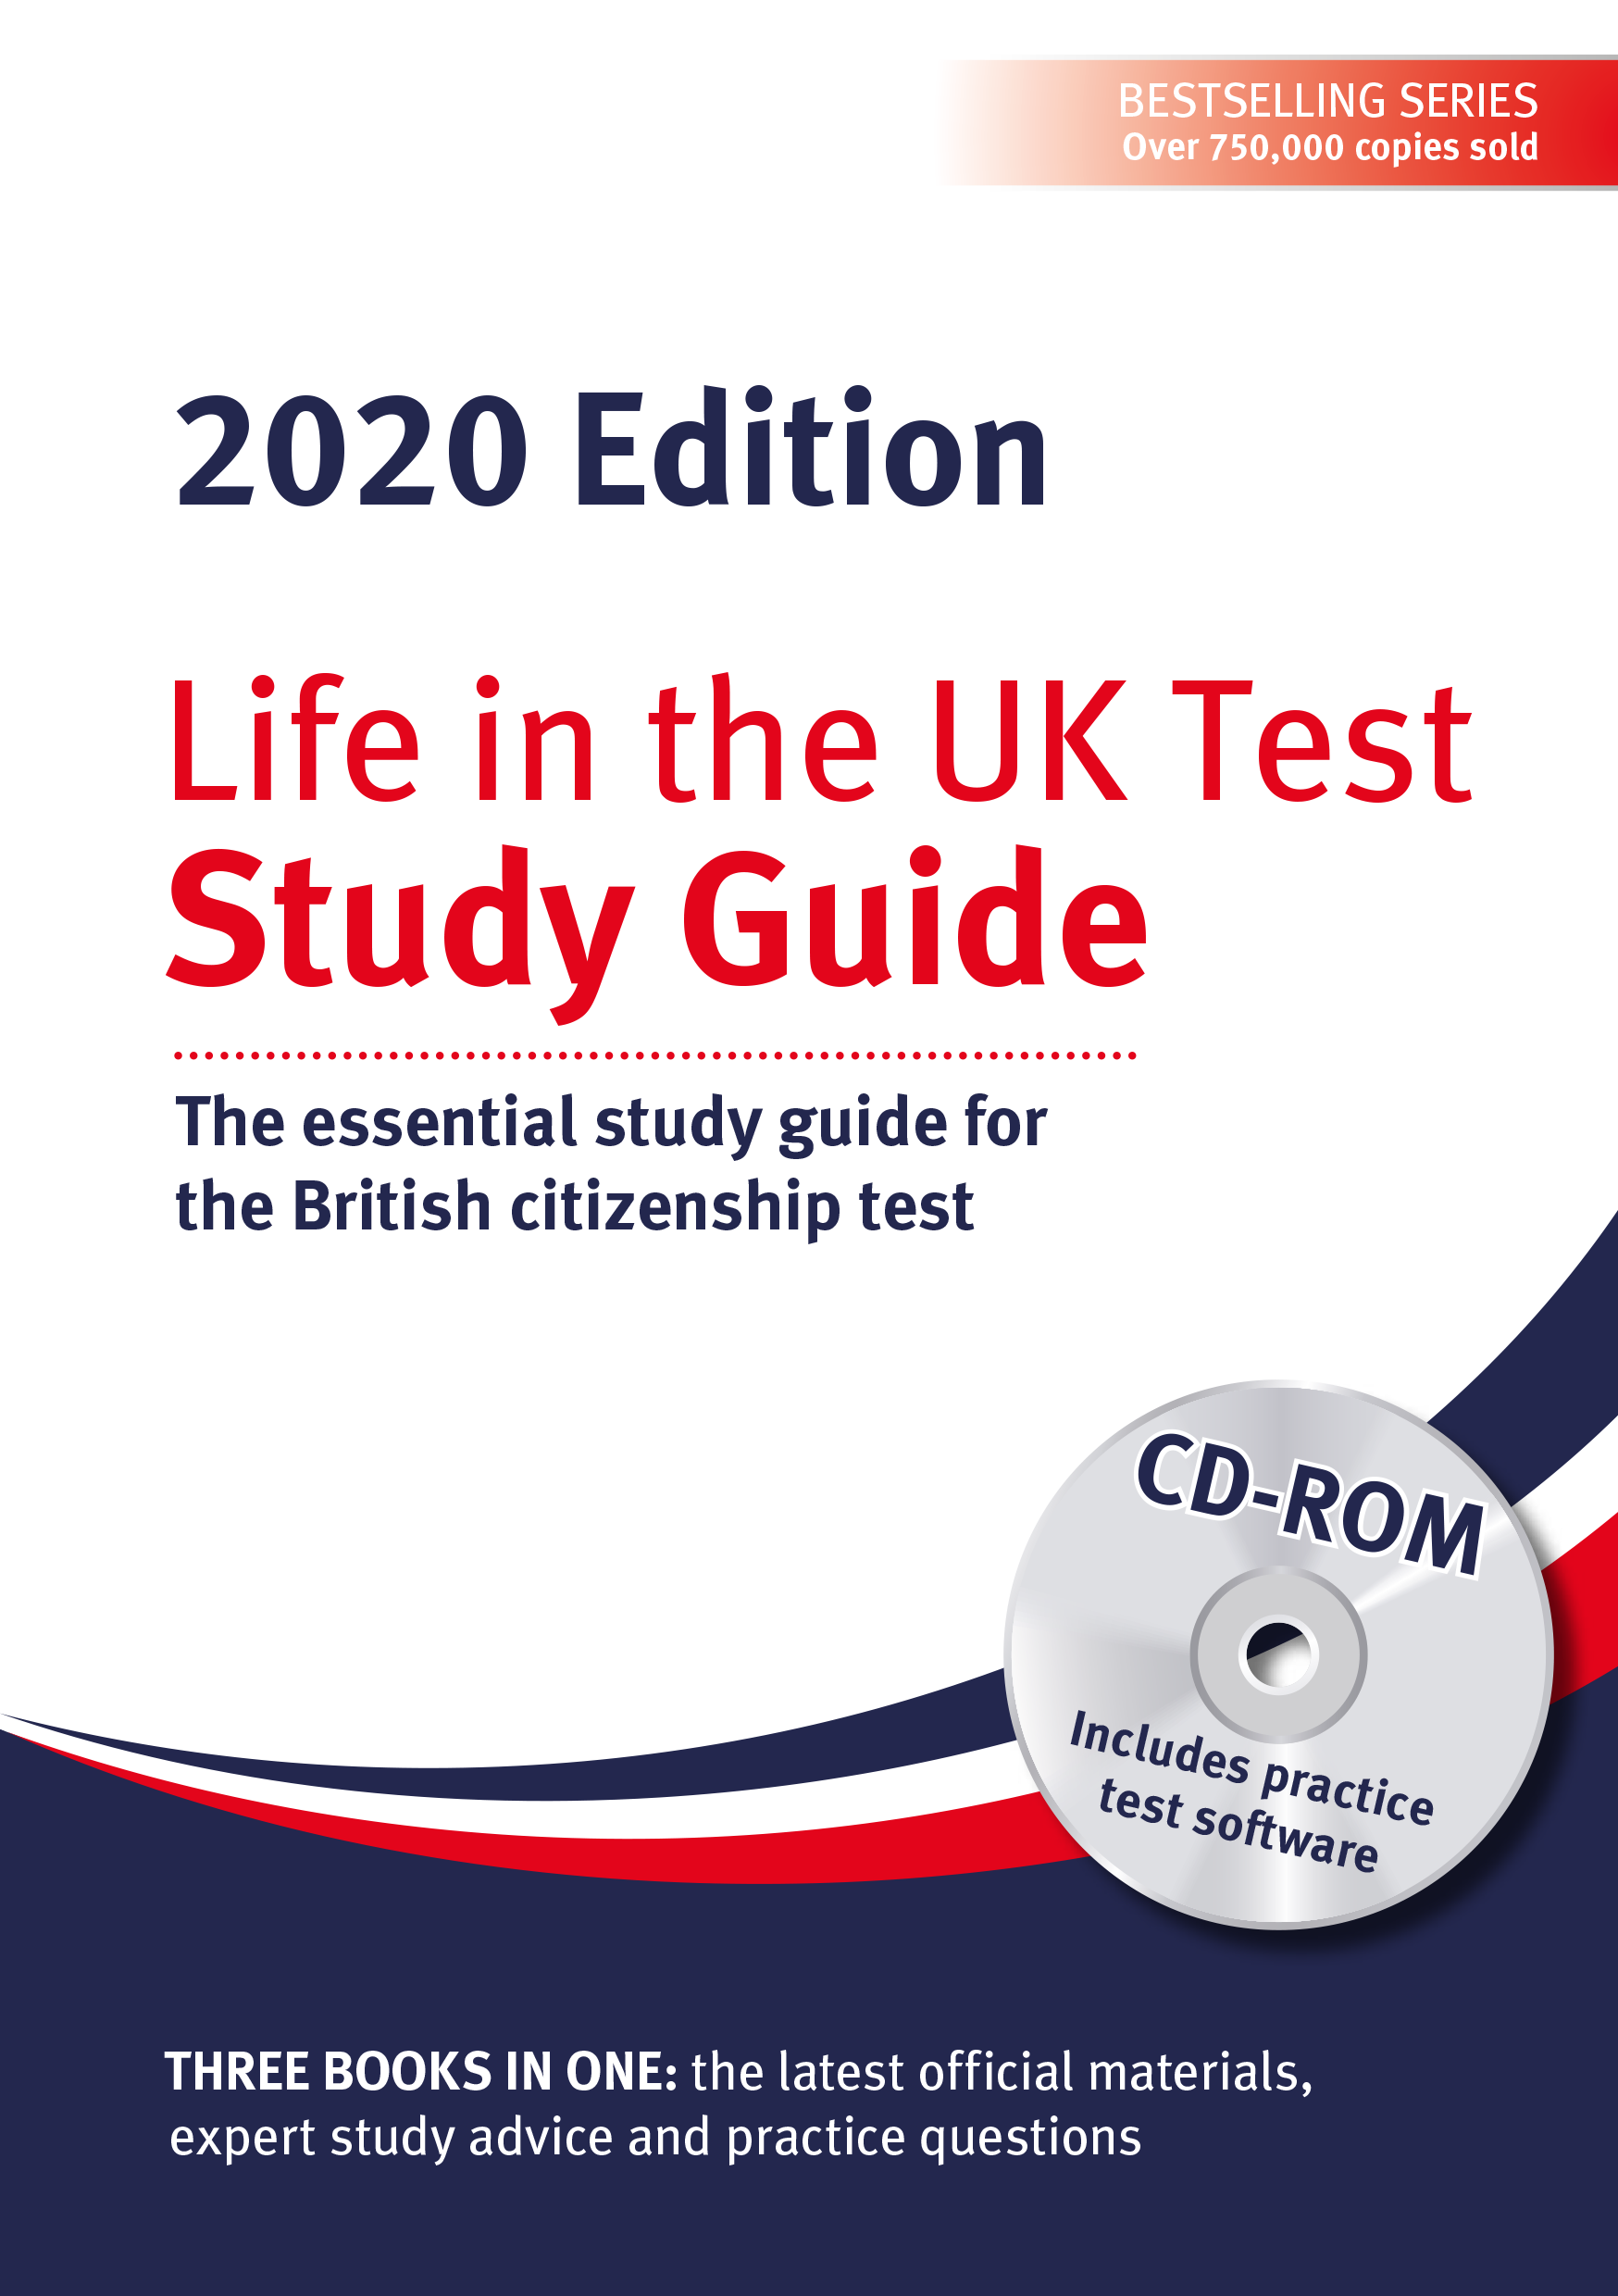 BESTSELLING SERIES
Over 750,000 copies sold
2020 Edition
Life in the UK Test
Study Guide
The essential study guide for
the British citizenship test
CD-ROM
Includes practice
test software
THREE BOOKS IN ONE: the latest official materials,
expert study advice and practice questions